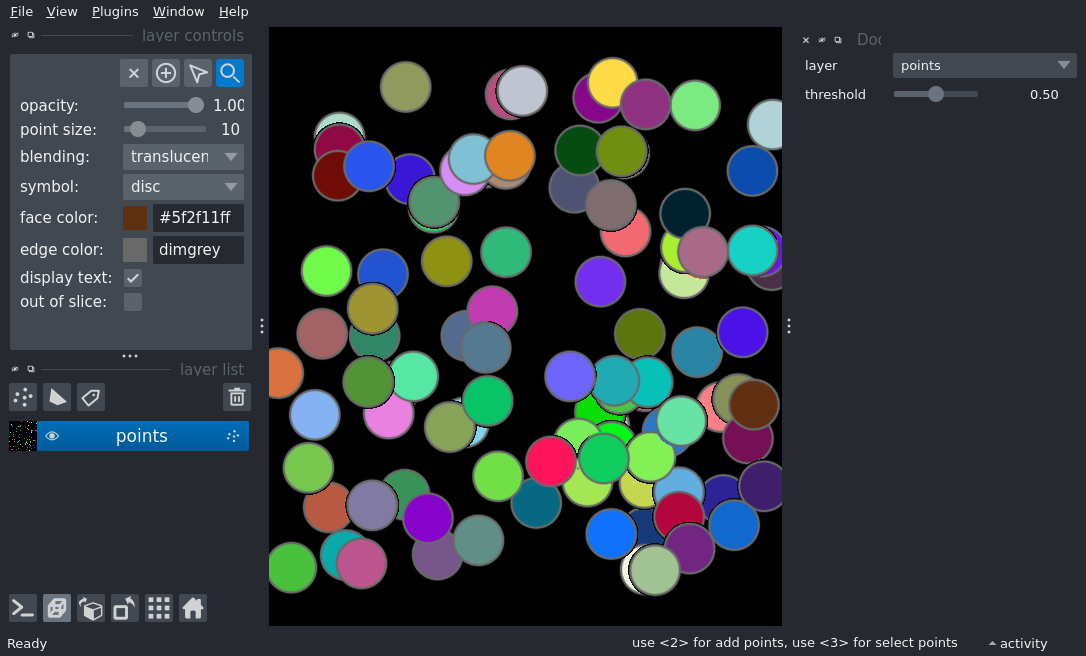 File View Plugins Window Help
layer controls
opacity: 1.00
point size: 10
blending: translucen
symbol: disc
face color: #5f2f11ff
edge color: dimgrey
display text:
out of slice:
layer list
points
Doc
layer points
threshold 0.50
Ready
use <2> for add points, use <3> for select points
activity